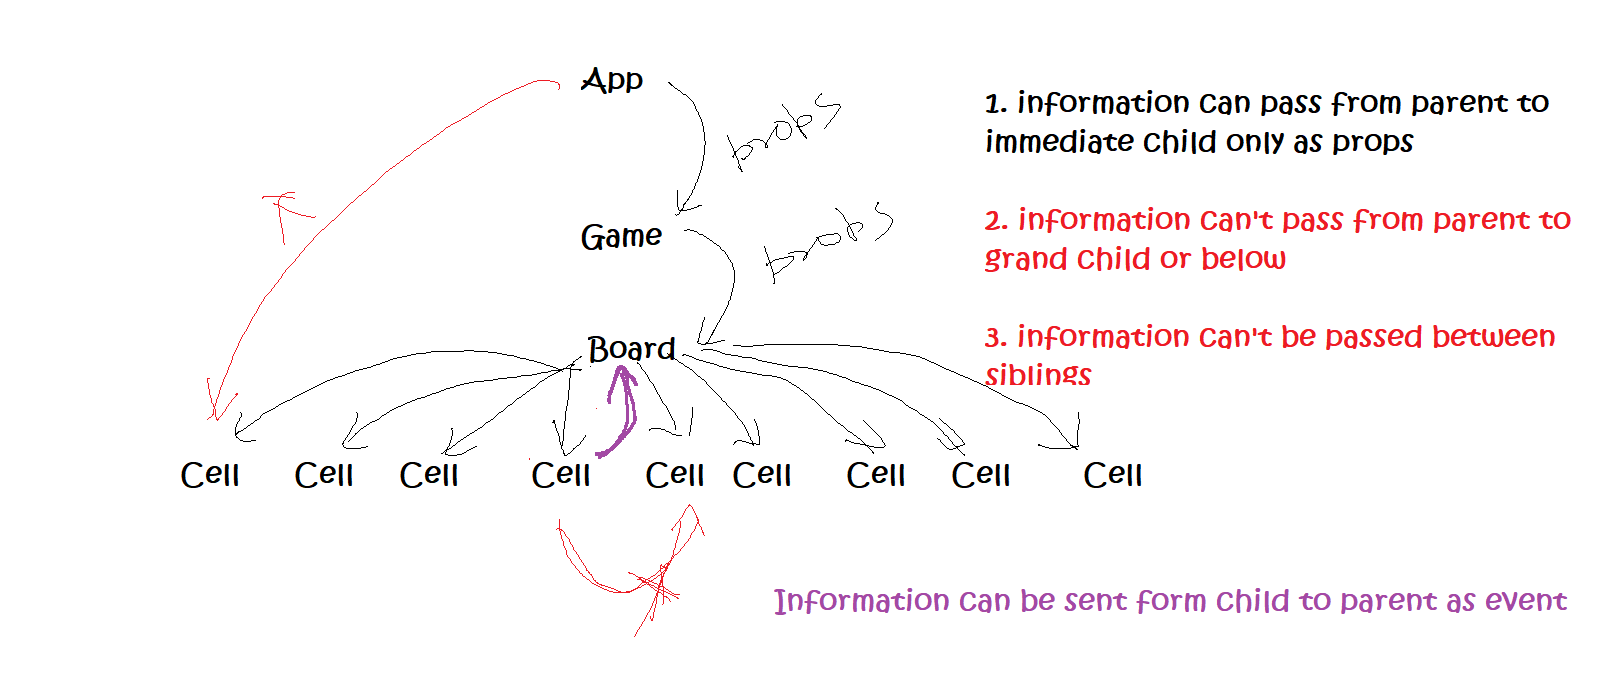 App
props
1. information can pass from parent to
immediate child only as props
Game
props
2. information can't pass from parent to
grand child or below
Board
3. information can't be passed between
siblings
Cell Cell Cell Cell Cell Cell Cell Cell Cell
Information can be sent form child to parent as event